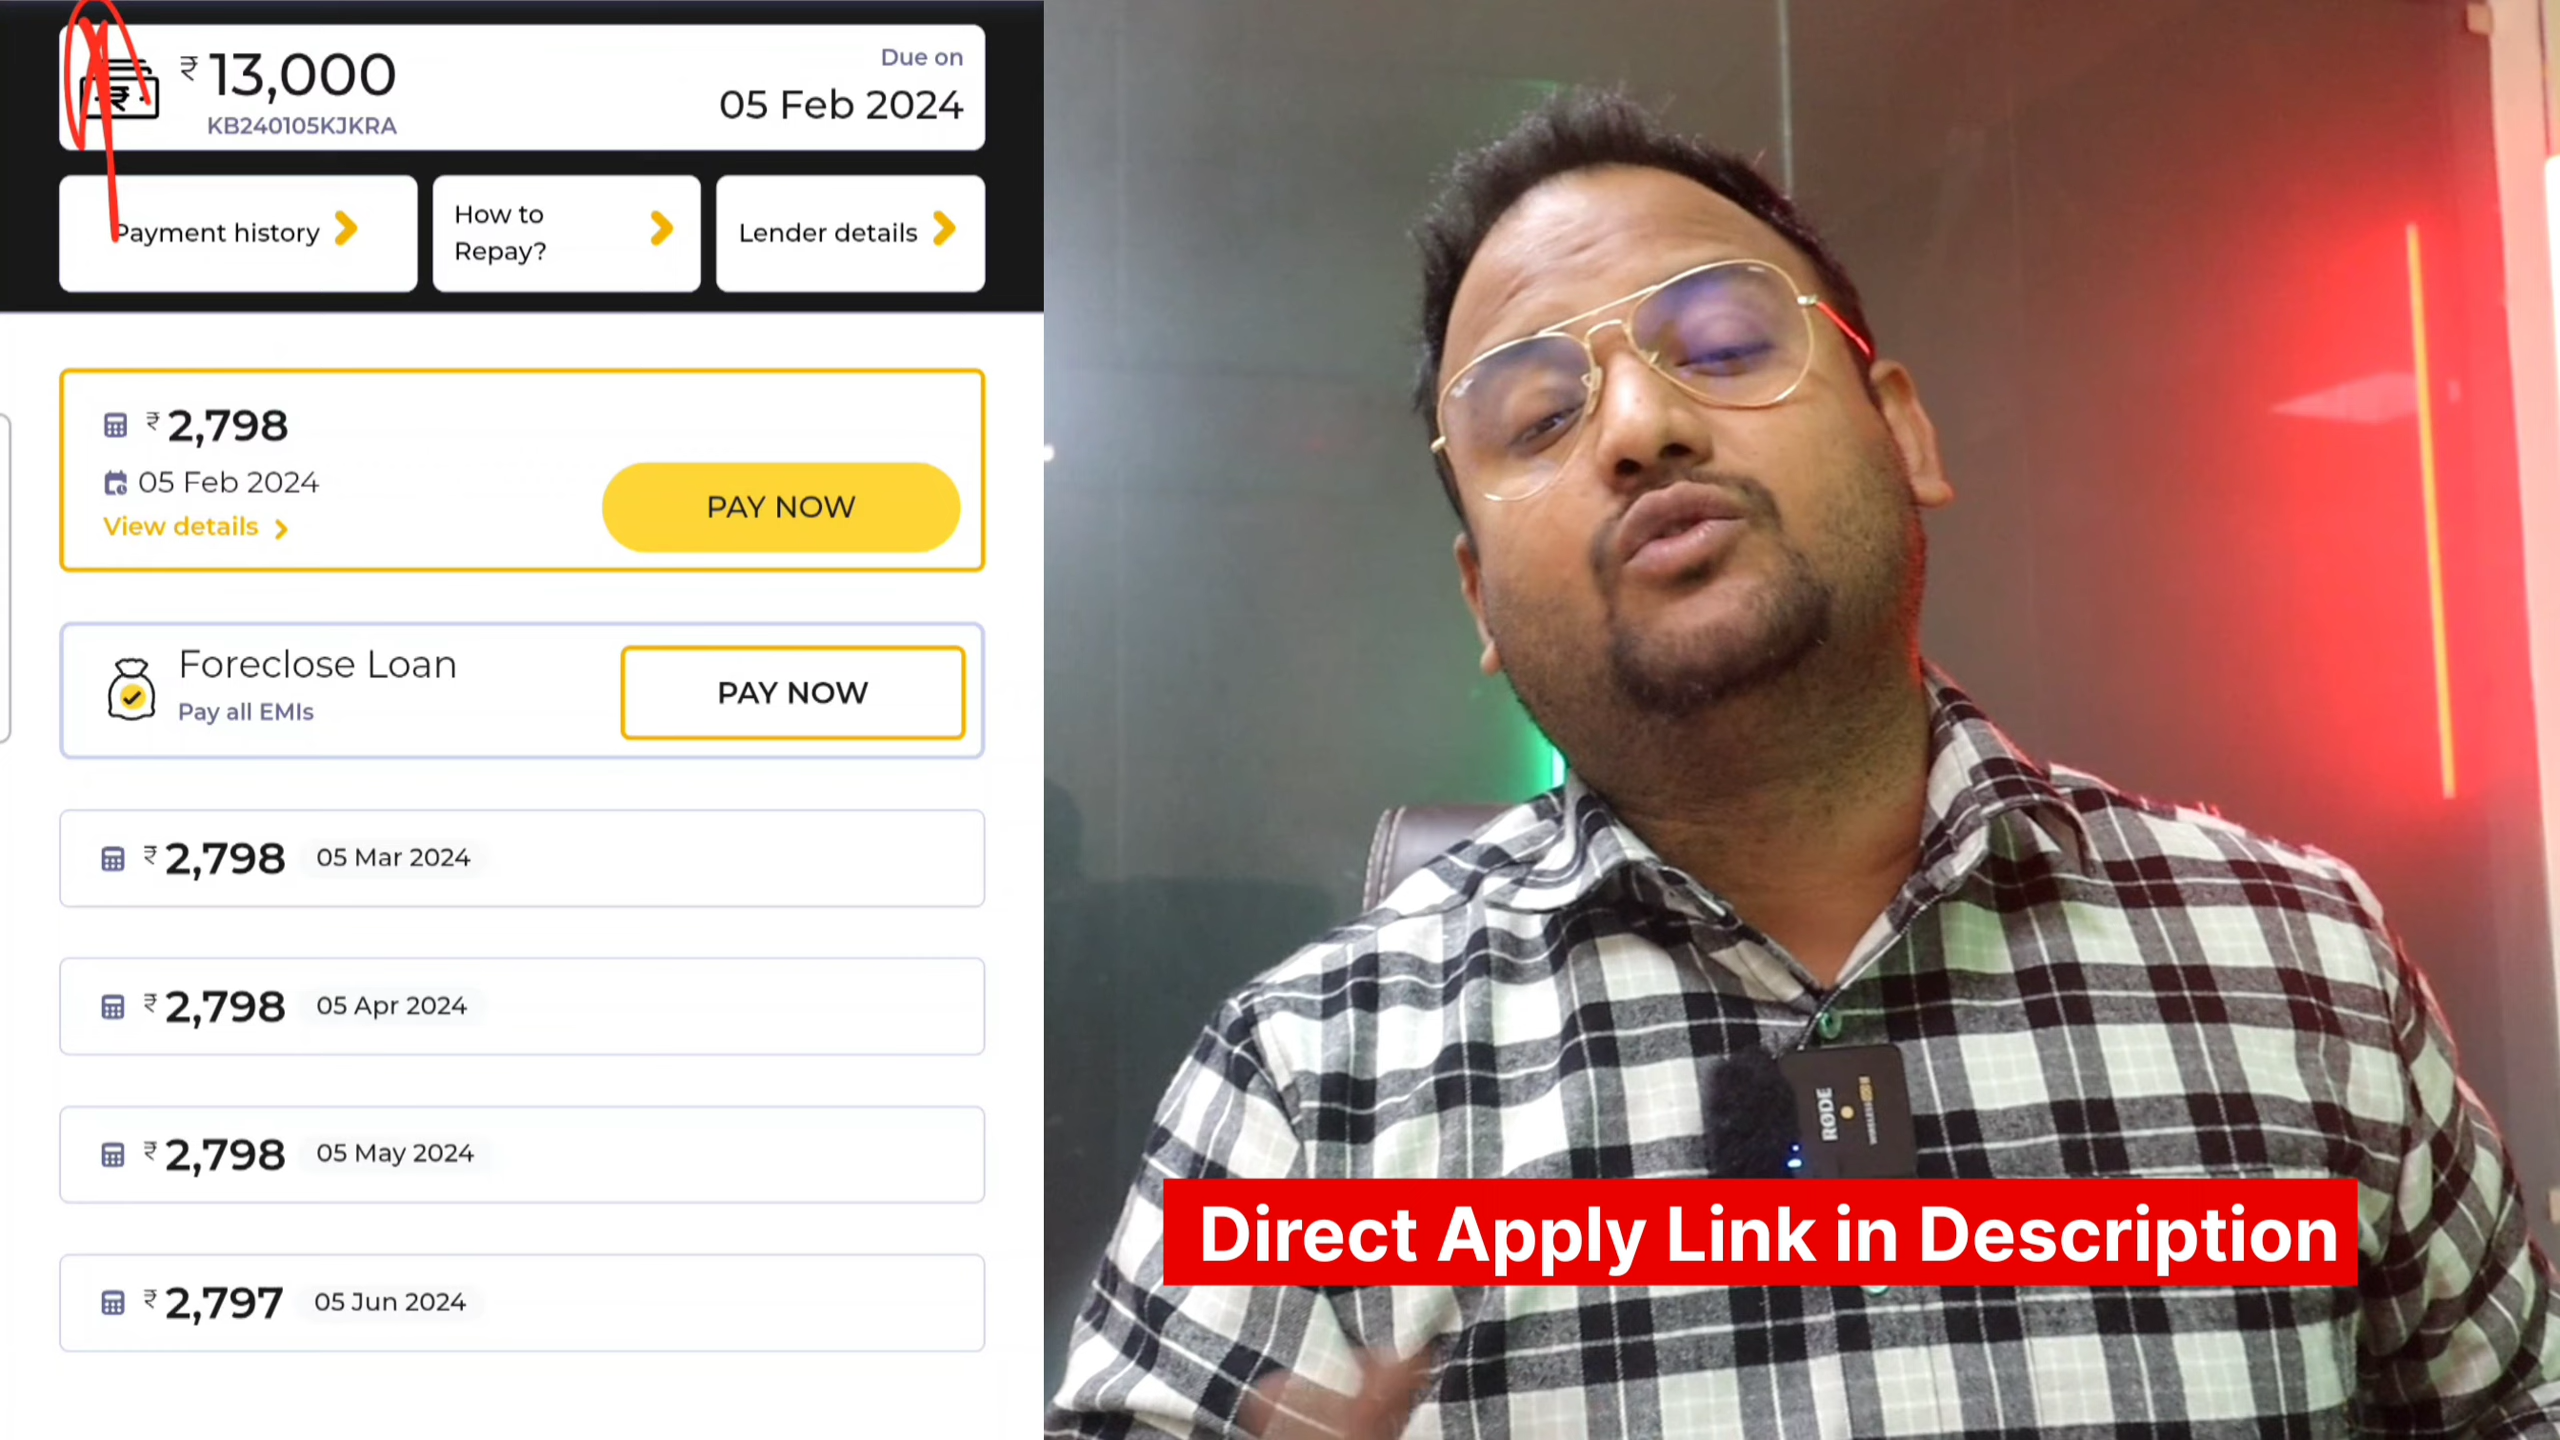 ₹ 13,000
KB240105KJKRA
Due on
05 Feb 2024
Payment history
How to
Repay?
Lender details
₹ 2,798
05 Feb 2024
View details
PAY NOW
Foreclose Loan
Pay all EMIs
PAY NOW
₹ 2,798 05 Mar 2024
₹ 2,798 05 Apr 2024
₹ 2,798 05 May 2024
₹ 2,797 05 Jun 2024
RØDE
Direct Apply Link in Description